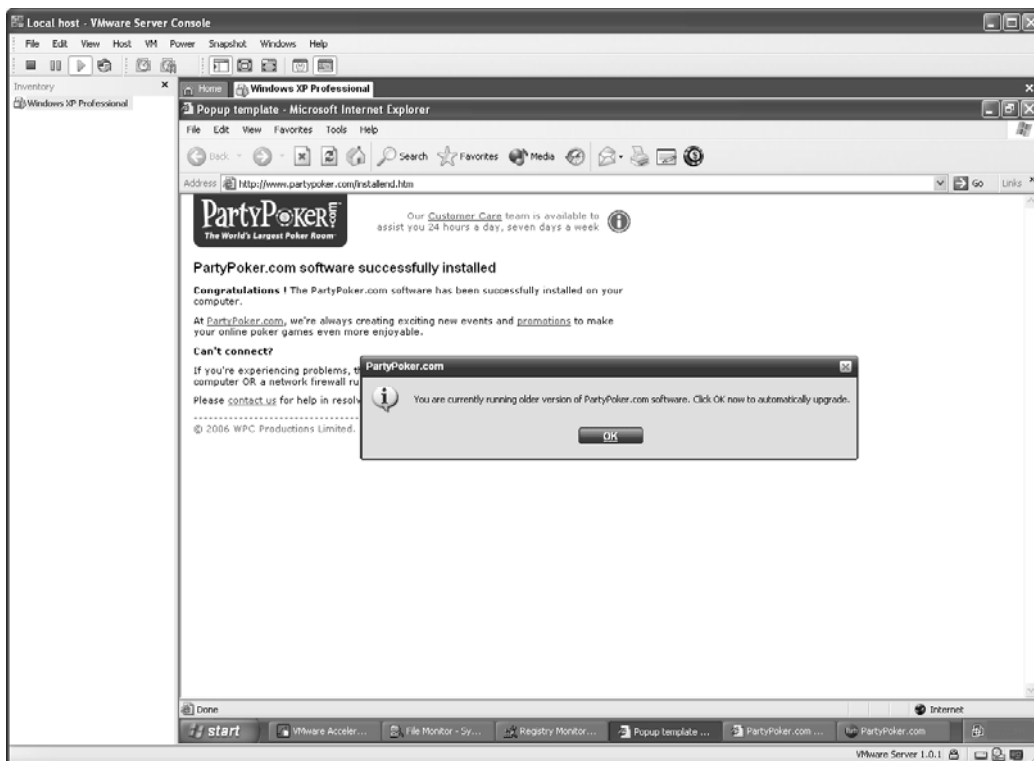 Local host - VMware Server Console
File Edit View Host VM Power Snapshot Windows Help
Inventory
Windows XP Professional
Home
Windows XP Professional
Popup template - Microsoft Internet Explorer
File Edit View Favorites Tools Help
Back Search Favorites Media
Address http://www.partypoker.com/installend.htm Go Links
PartyPoker.com
The World's Largest Poker Room
Our Customer Care team is available to
assist you 24 hours a day, seven days a week
PartyPoker.com software successfully installed
Congratulations ! The PartyPoker.com software has been successfully installed on your
computer.
At PartyPoker.com, we're always creating exciting new events and promotions to make
your online poker games even more enjoyable.
Can't connect?
If you're experiencing problems, th
computer OR a network firewall ru
Please contact us for help in resolv
© 2006 WPC Productions Limited.
PartyPoker.com
You are currently running older version of PartyPoker.com software. Click OK now to automatically upgrade.
OK
Done
Internet
start
VMware Acceler...
File Monitor - Sy...
Registry Monitor...
Popup template ...
PartyPoker.com ...
PartyPoker.com
VMware Server 1.0.1